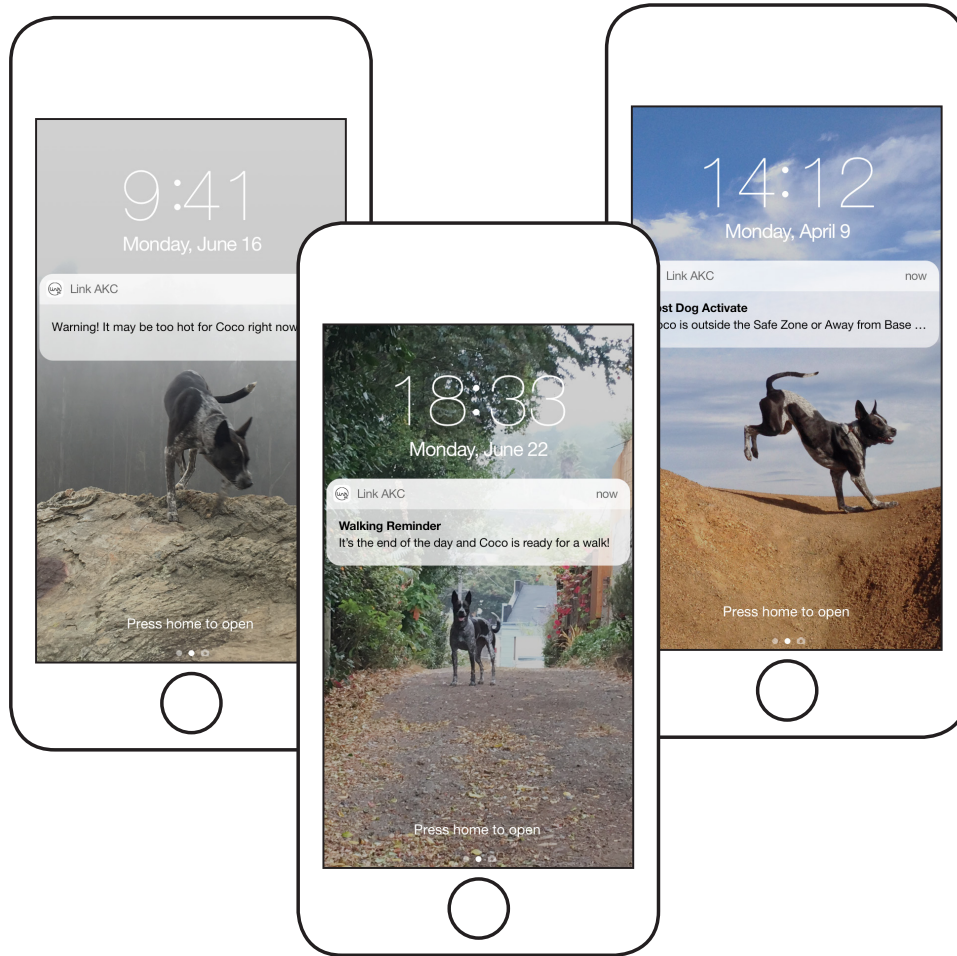 9:41
Monday, June 16
Link AKC
Warning! It may be too hot for Coco right now
Press home to open
18:33
Monday, June 22
Link AKC
now
Walking Reminder
It's the end of the day and Coco is ready for a walk!
Press home to open
14:12
Monday, April 9
Link AKC
now
Dog Activate
is outside the Safe Zone or Away from Base ...
Press home to open